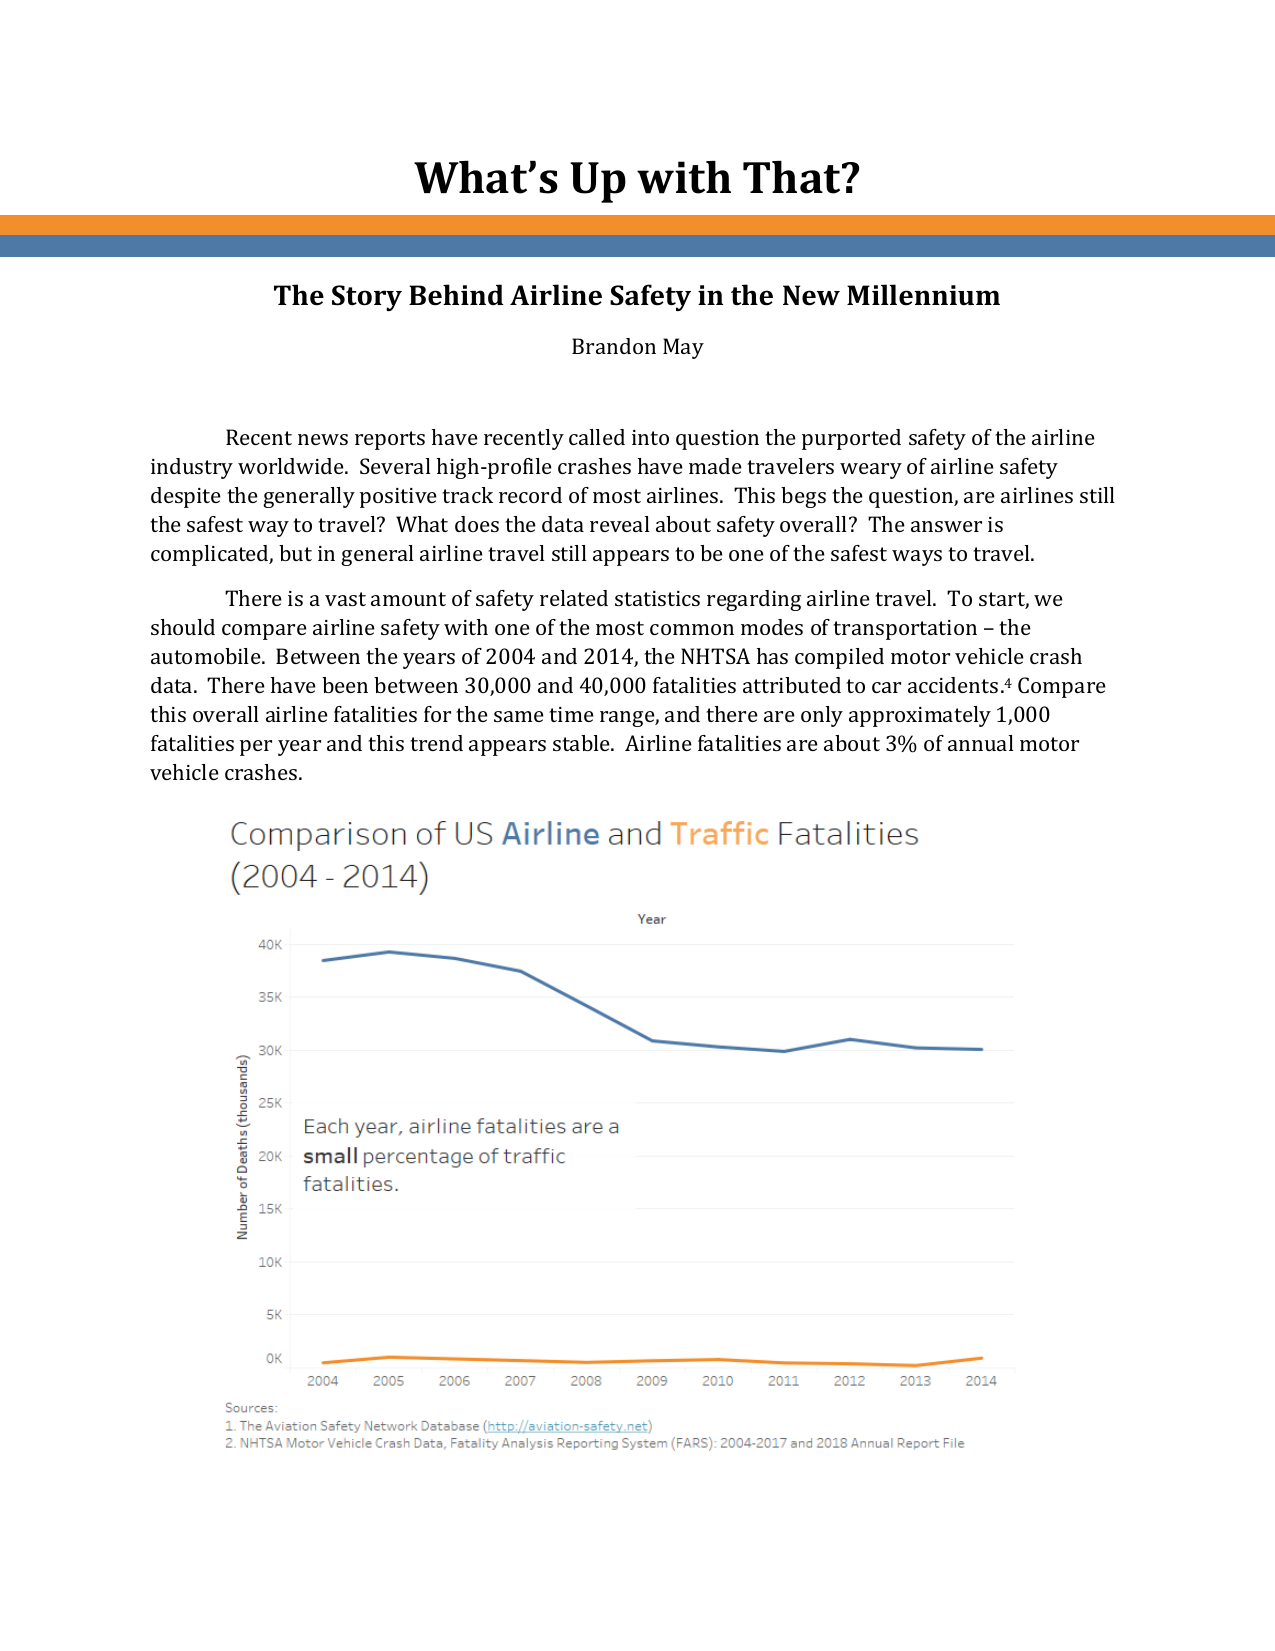 What’s Up with That?
The Story Behind Airline Safety in the New Millennium
Brandon May
Recent news reports have recently called into question the purported safety of the airline
industry worldwide.  Several high-profile crashes have made travelers weary of airline safety
despite the generally positive track record of most airlines.  This begs the question, are airlines still
the safest way to travel?  What does the data reveal about safety overall?  The answer is
complicated, but in general airline travel still appears to be one of the safest ways to travel.
There is a vast amount of safety related statistics regarding airline travel.  To start, we
should compare airline safety with one of the most common modes of transportation – the
automobile.  Between the years of 2004 and 2014, the NHTSA has compiled motor vehicle crash
data.  There have been between 30,000 and 40,000 fatalities attributed to car accidents.⁴ Compare
this overall airline fatalities for the same time range, and there are only approximately 1,000
fatalities per year and this trend appears stable.  Airline fatalities are about 3% of annual motor
vehicle crashes.
Comparison of US Airline and Traffic Fatalities
(2004 - 2014)
Year
Number of Deaths (thousands)
40K
35K
30K
25K
20K
15K
10K
5K
0K
Each year, airline fatalities are a
small percentage of traffic
fatalities.
2004 2005 2006 2007 2008 2009 2010 2011 2012 2013 2014
Sources:
1. The Aviation Safety Network Database (http://aviation-safety.net)
2. NHTSA Motor Vehicle Crash Data, Fatality Analysis Reporting System (FARS): 2004-2017 and 2018 Annual Report File